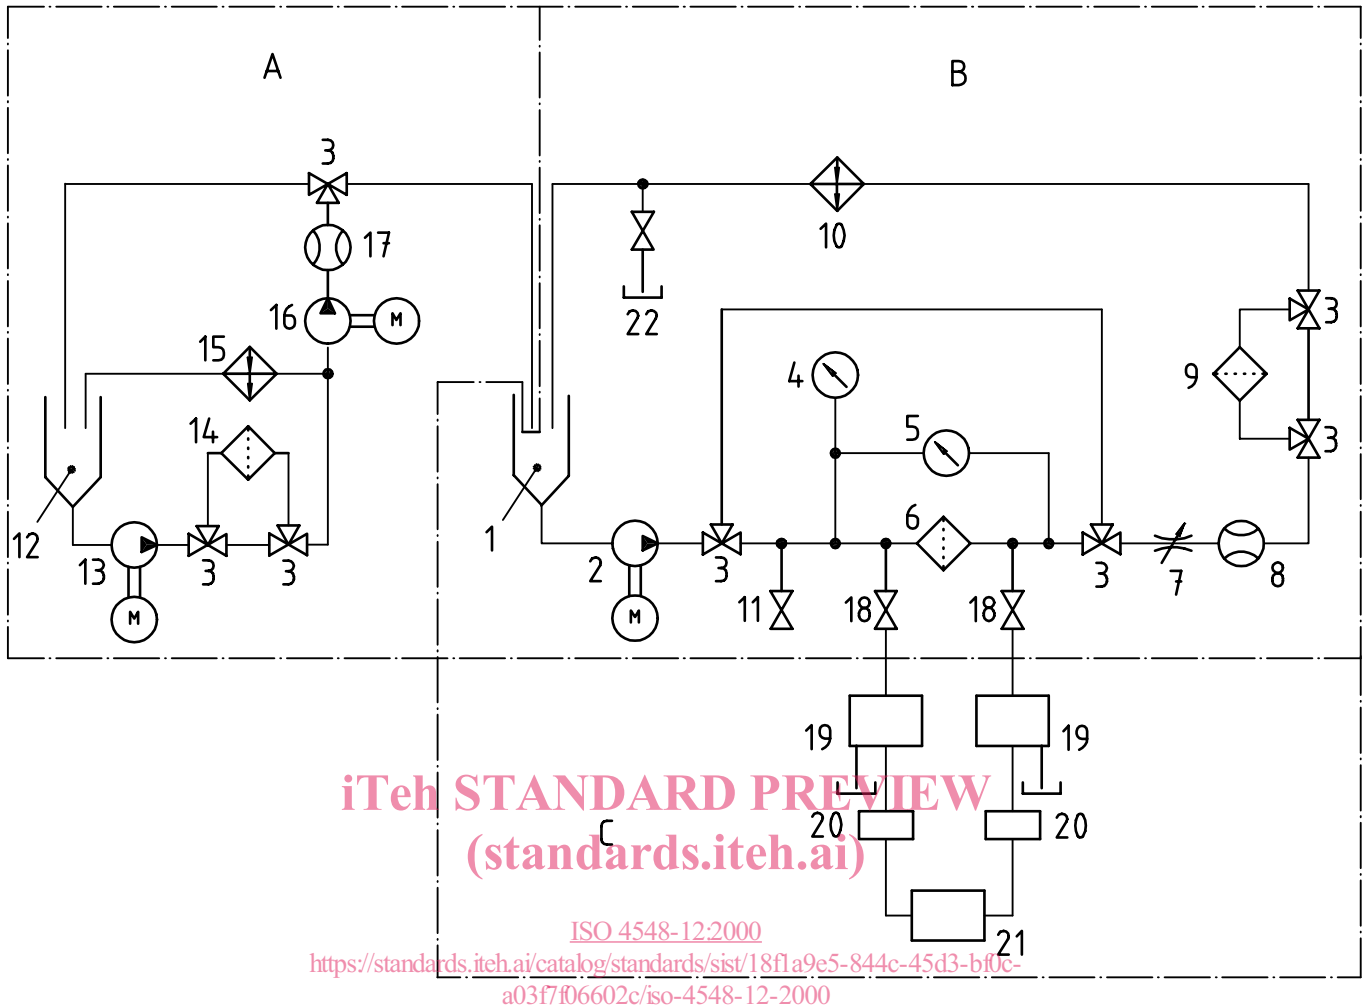 A
B
3
17
10
16 M
3
22
15
4
9
14
5
3
12
1
6
13
3
3
2
3
3
7
8
M
M
11
18
18
19
19
iTeh STANDARD PREVIEW
20
20
C
(standards.iteh.ai)
21
ISO 4548-12:2000
https://standards.iteh.ai/catalog/standards/sist/18f1a9e5-844c-45d3-bf0c-
a03f7f06602c/iso-4548-12-2000